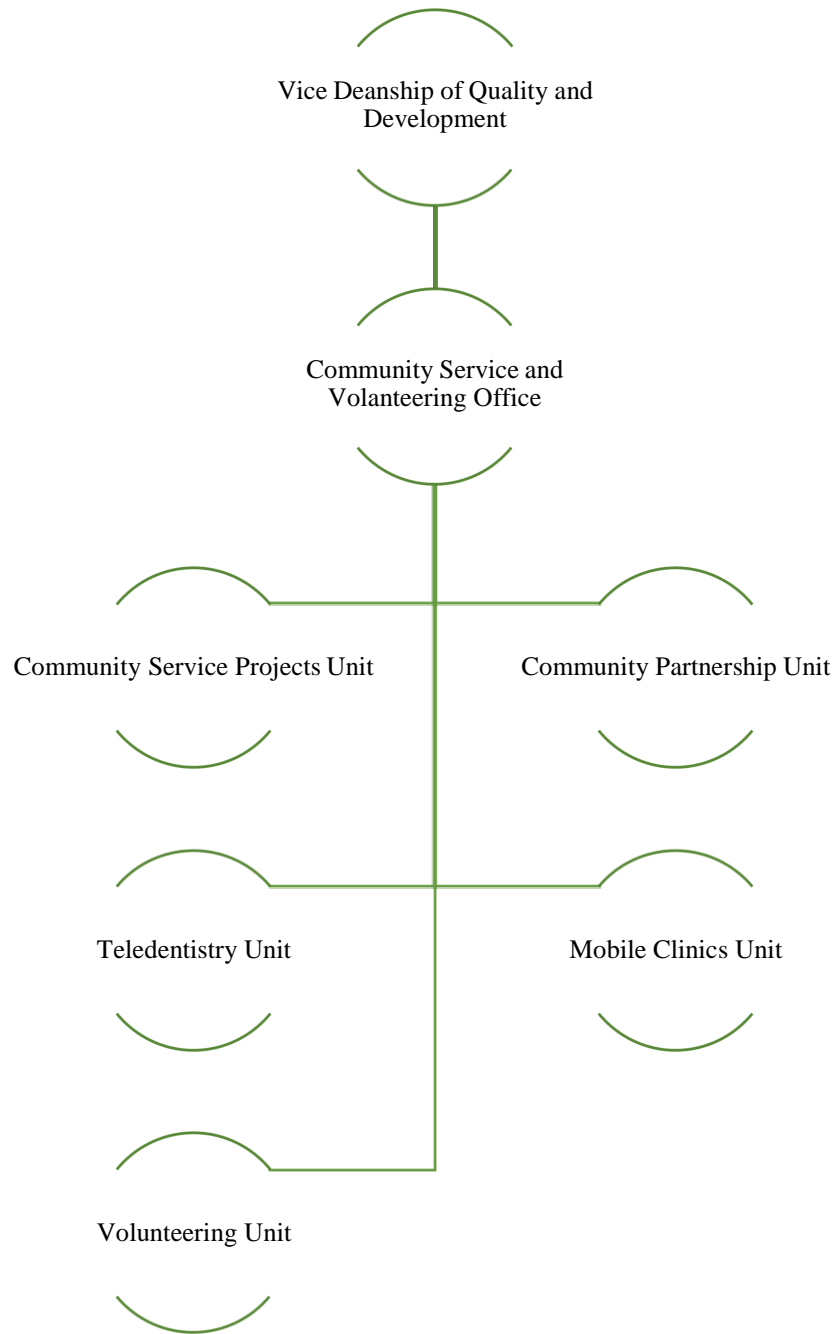 Vice Deanship of Quality and
Development
Community Service and
Volanteering Office
Community Service Projects Unit
Community Partnership Unit
Teledentistry Unit
Mobile Clinics Unit
Volunteering Unit